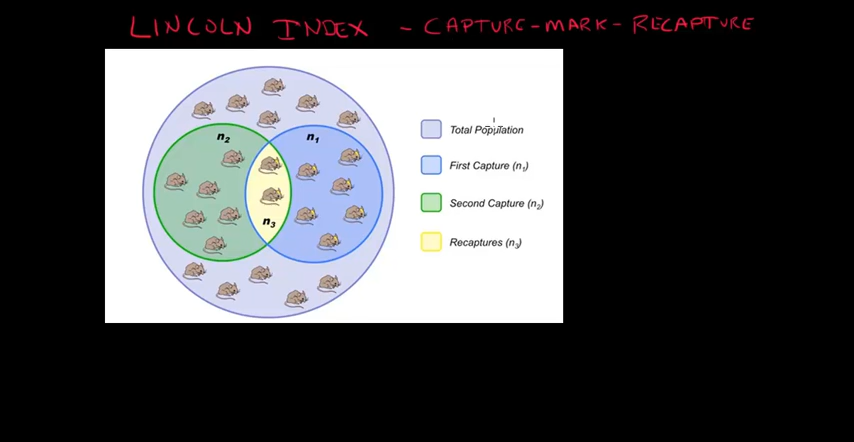 LINCOLN INDEX - CAPTURE-MARK-RECAPTURE
n2
n1
n3
Total Population
First Capture (n1)
Second Capture (n2)
Recaptures (n3)